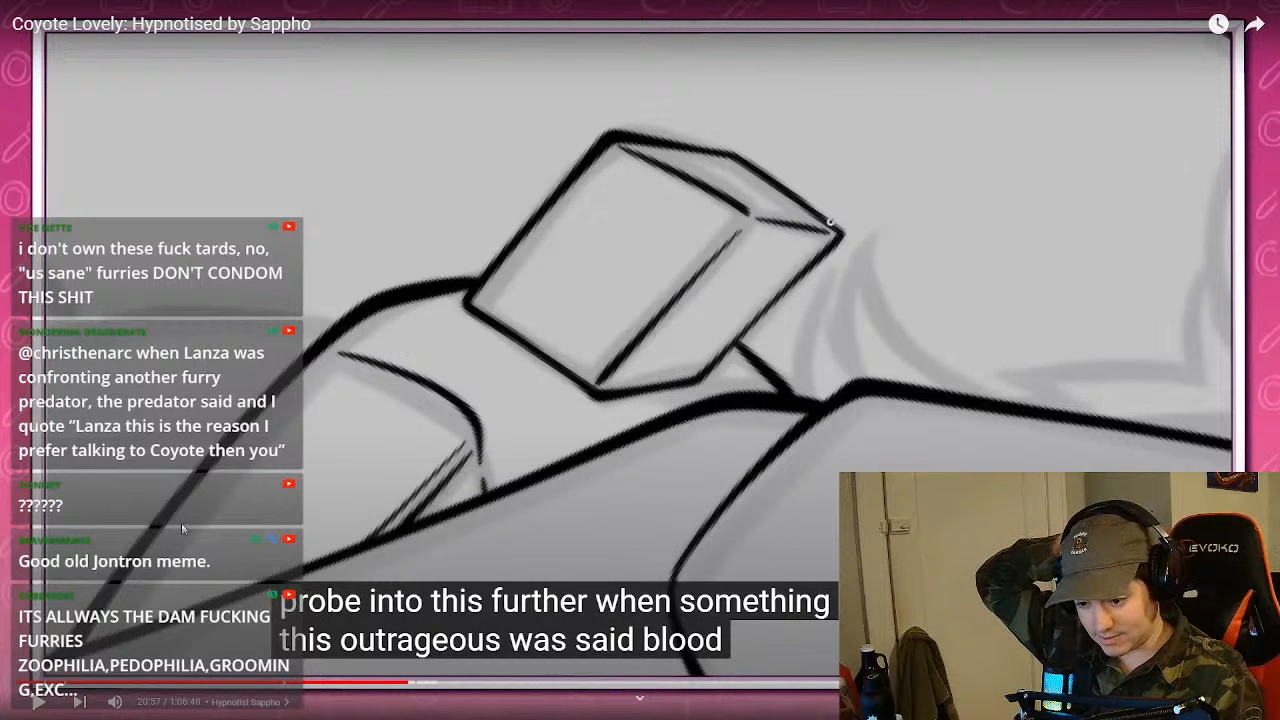 Coyote Lovely: Hypnotised by Sappho
i don't own these fuck tards, no,
"us sane" furries DON'T CONDOM
THIS SHIT
@christhenarc when Lanza was
confronting another furry
predator, the predator said and I
quote “Lanza this is the reason I
prefer talking to Coyote then you”
??????
Good old Jontron meme.
ITS ALLWAYS THE DAM FUCKING
FURRIES
ZOOPHILIA,PEDOPHILIA,GROOMIN
G,EXC...
probe into this further when something
this outrageous was said blood
20:57 / 1:06:48 • Hypnotist Sappho
EVOKO